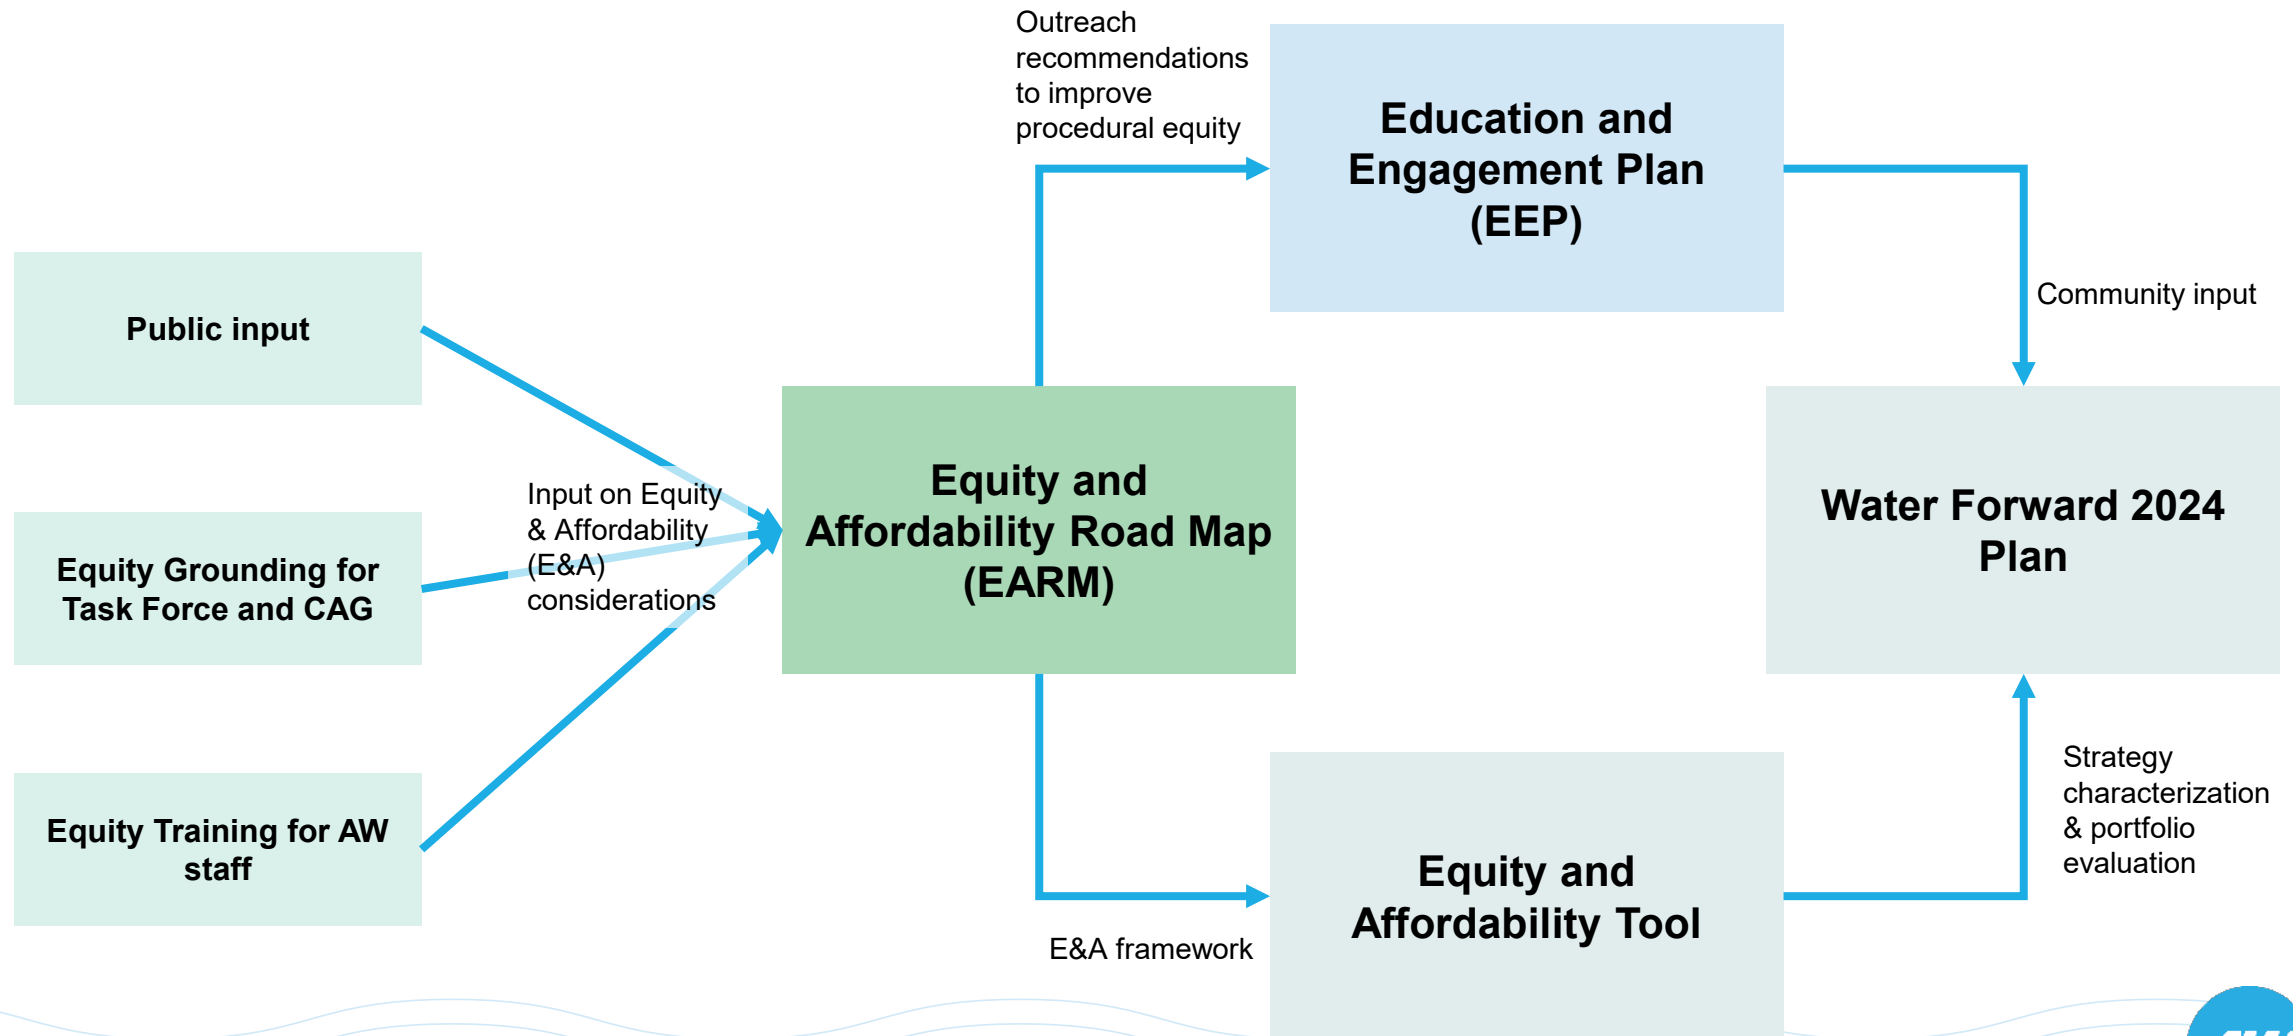 Outreach
recommendations
to improve
procedural equity
Education and
Engagement Plan
(EEP)
Community input
Public input
Input on Equity
& Affordability
(E&A)
considerations
Equity Grounding for
Task Force and CAG
Equity Training for AW
staff
Equity and
Affordability Road Map
(EARM)
Water Forward 2024
Plan
E&A framework
Equity and
Affordability Tool
Strategy
characterization
& portfolio
evaluation